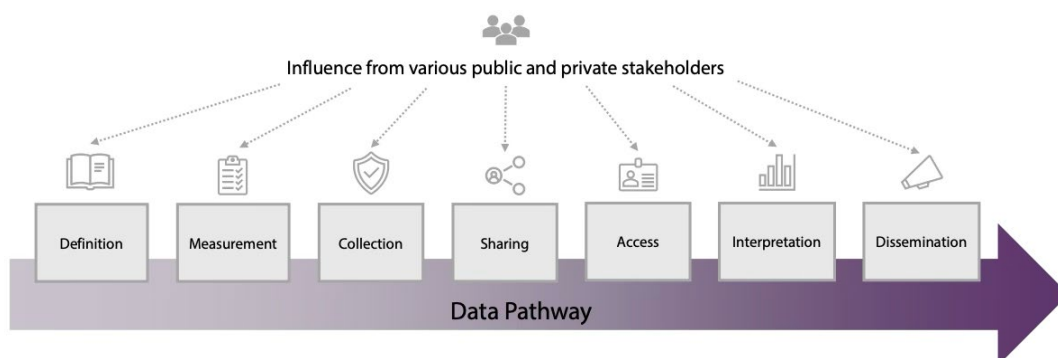 Influence from various public and private stakeholders
Definition
Measurement
Collection
Sharing
Access
Interpretation
Dissemination
Data Pathway